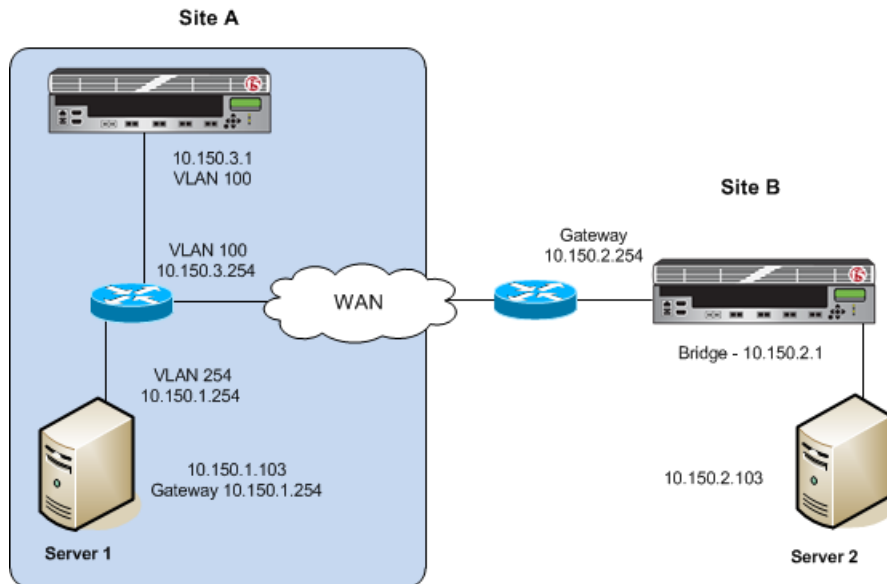 Site A
f5
10.150.3.1
VLAN 100
VLAN 100
10.150.3.254
WAN
VLAN 254
10.150.1.254
10.150.1.103
Gateway 10.150.1.254
Server 1
Site B
Gateway
10.150.2.254
f5
Bridge - 10.150.2.1
10.150.2.103
Server 2